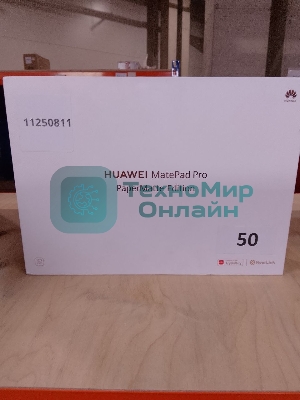 11250811
HUAWEI MatePad Pro
PaperMatte Edition
ТехноМир
Онлайн
50